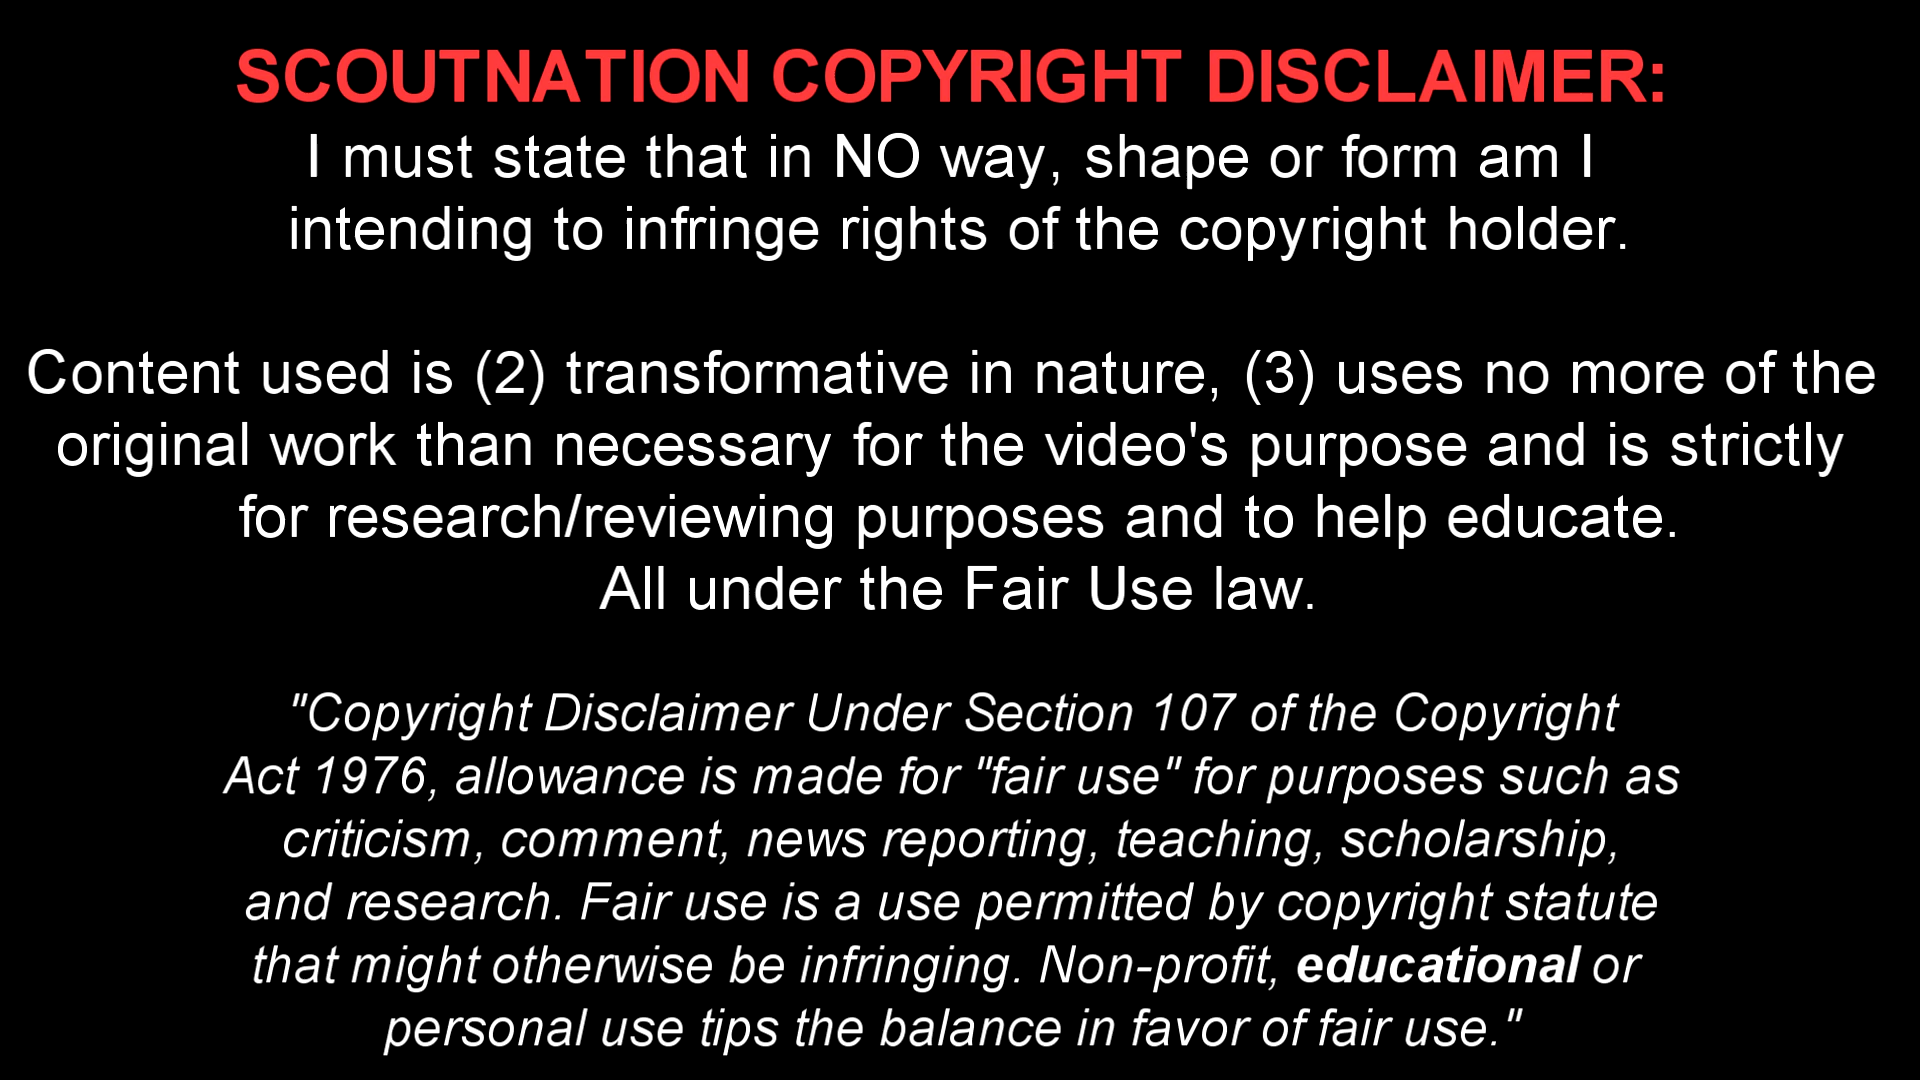 SCOUTNATION COPYRIGHT DISCLAIMER:
I must state that in NO way, shape or form am I
intending to infringe rights of the copyright holder.
Content used is (2) transformative in nature, (3) uses no more of the
original work than necessary for the video's purpose and is strictly
for research/reviewing purposes and to help educate.
All under the Fair Use law.
"Copyright Disclaimer Under Section 107 of the Copyright
Act 1976, allowance is made for "fair use" for purposes such as
criticism, comment, news reporting, teaching, scholarship,
and research. Fair use is a use permitted by copyright statute
that might otherwise be infringing. Non-profit, educational or
personal use tips the balance in favor of fair use."